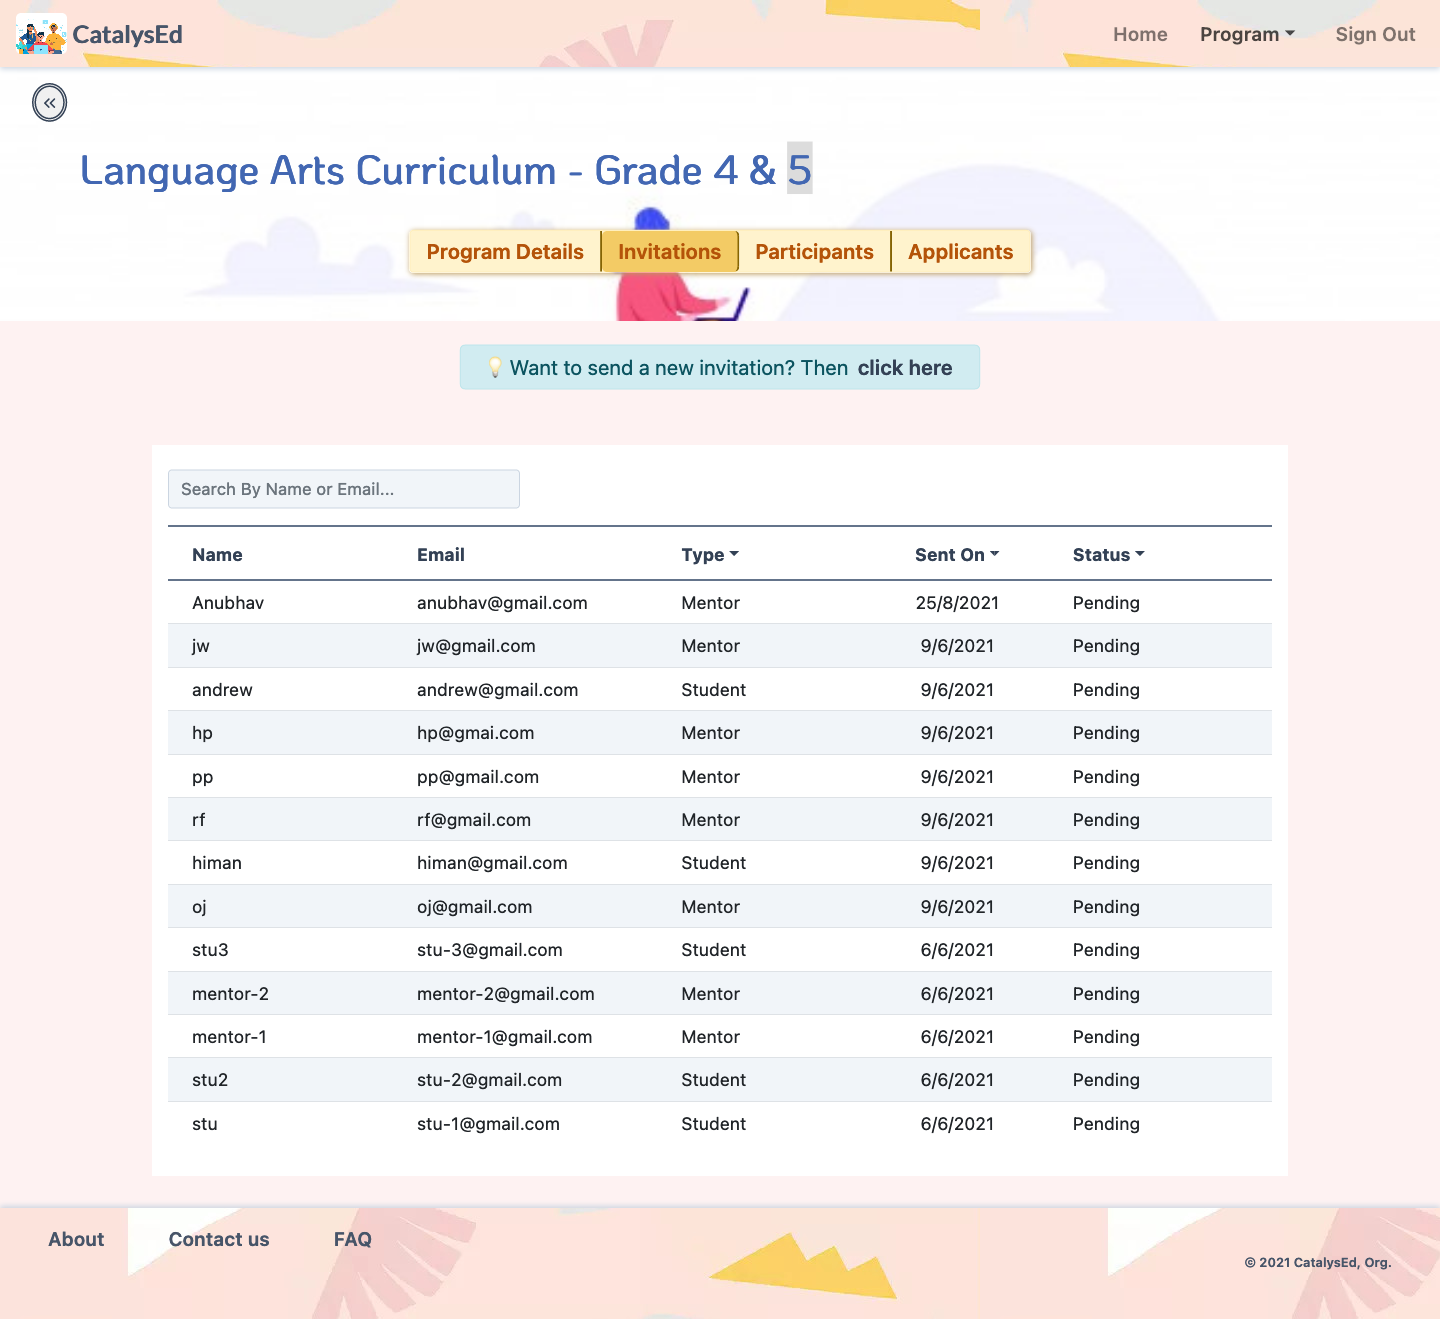 CatalysEd Home Program Sign Out
«
Language Arts Curriculum - Grade 4 & 5
Program Details Invitations Participants Applicants
💡 Want to send a new invitation? Then click here
Search By Name or Email...
Name Email Type Sent On Status
Anubhav anubhav@gmail.com Mentor 25/8/2021 Pending
jw jw@gmail.com Mentor 9/6/2021 Pending
andrew andrew@gmail.com Student 9/6/2021 Pending
hp hp@gmai.com Mentor 9/6/2021 Pending
pp pp@gmail.com Mentor 9/6/2021 Pending
rf rf@gmail.com Mentor 9/6/2021 Pending
himan himan@gmail.com Student 9/6/2021 Pending
oj oj@gmail.com Mentor 9/6/2021 Pending
stu3 stu-3@gmail.com Student 6/6/2021 Pending
mentor-2 mentor-2@gmail.com Mentor 6/6/2021 Pending
mentor-1 mentor-1@gmail.com Mentor 6/6/2021 Pending
stu2 stu-2@gmail.com Student 6/6/2021 Pending
stu stu-1@gmail.com Student 6/6/2021 Pending
About Contact us FAQ
© 2021 CatalysEd, Org.